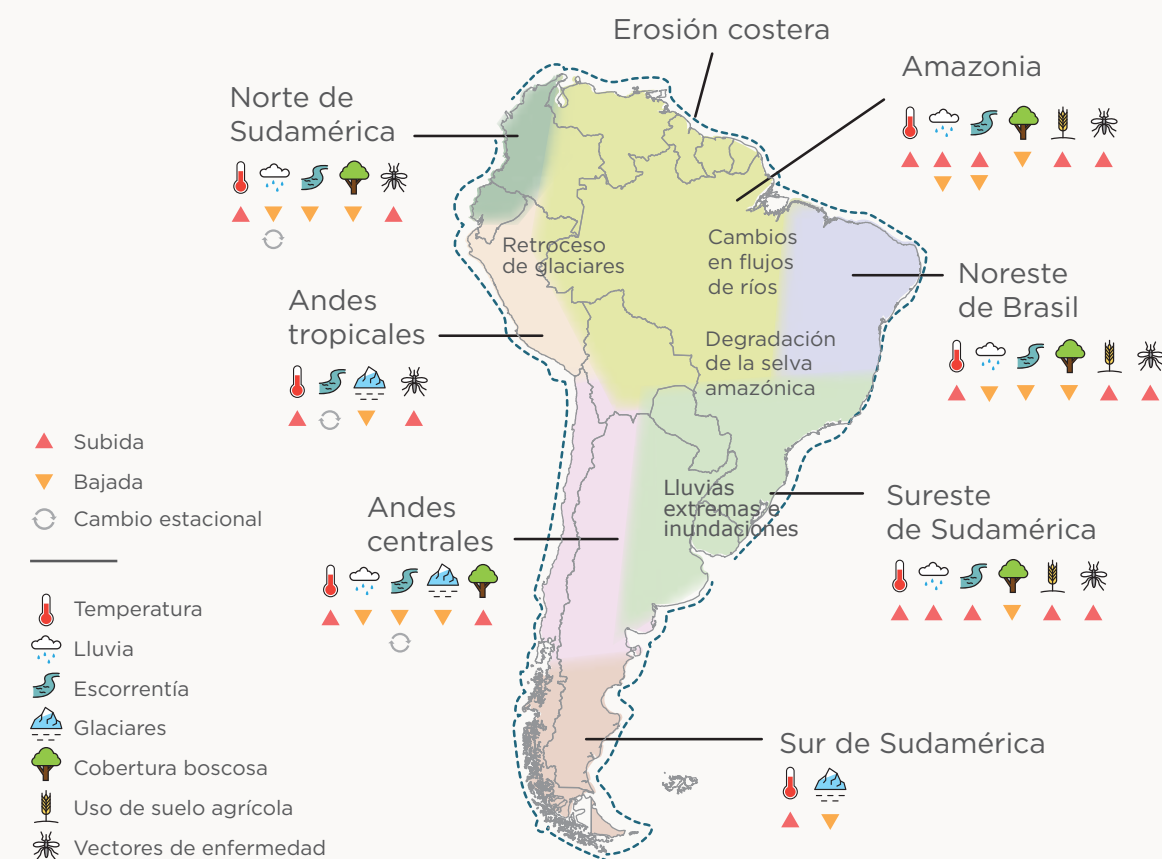 Erosión costera
Amazonia
Norte de
Sudamérica
Retroceso
de glaciares
Cambios
en flujos
de ríos
Noreste
de Brasil
Andes
tropicales
Degradación
de la selva
amazónica
Subida
Bajada
Cambio estacional
Andes
centrales
Lluvias
extremas e
inundaciones
Sureste
de Sudamérica
Temperatura
Lluvia
Escorrentía
Glaciares
Cobertura boscosa
Uso de suelo agrícola
Vectores de enfermedad
Sur de Sudamérica